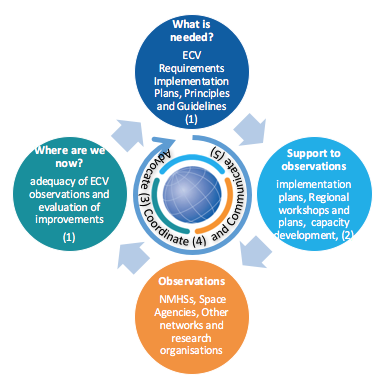 What is
needed?
ECV
Requirements
Implementation
Plans, Principles
and Guidelines
(1)
Support to
observations
implementation
plans, Regional
workshops and
plans, capacity
development, (2)
Observations
NMHSs, Space
Agencies, Other
networks and
research
organisations
Where are we
now?
adequacy of ECV
observations and
evaluation of
improvements
(1)
Advocate (3) Coordinate (4) and Communicate (5)